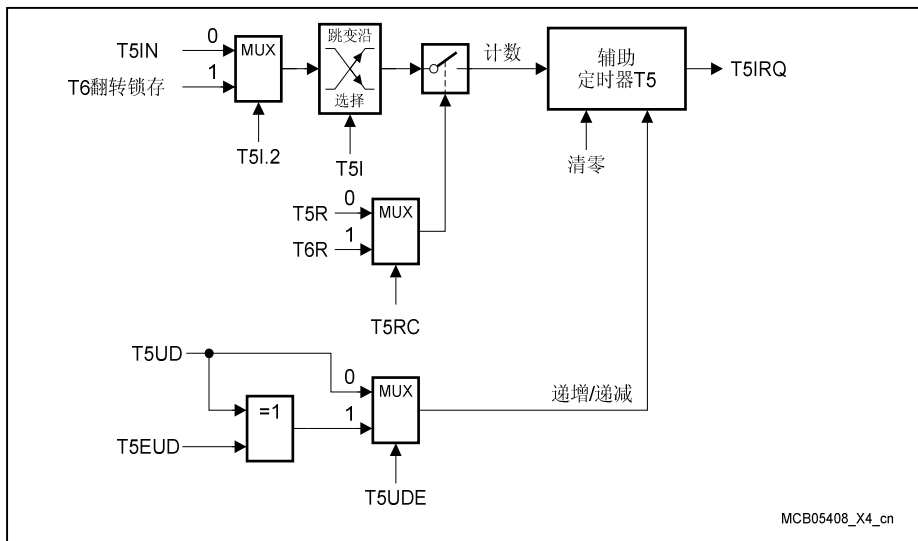 0
T5IN
MUX
1
T6翻转锁存
T5I.2
跳变沿
选择
T5I
计数
辅助
定时器T5
T5IRQ
清零
0
T5R
MUX
1
T6R
T5RC
T5UD
0
MUX
=1
1
T5EUD
T5UDE
递增/递减
MCB05408_X4_cn